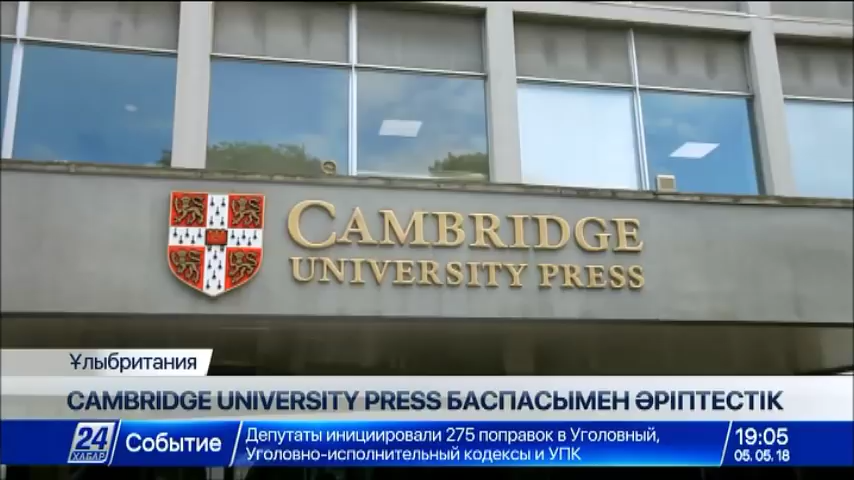 CAMBRIDGE
UNIVERSITY PRESS
Ұлыбритания
CAMBRIDGE UNIVERSITY PRESS БАСПАСЫМЕН ӘРІПТЕСТІК
24
ХАБАР
Событие
Депутаты инициировали 275 поправок в Уголовный,
Уголовно-исполнительный кодексы и УПК
19:05
05.05.18